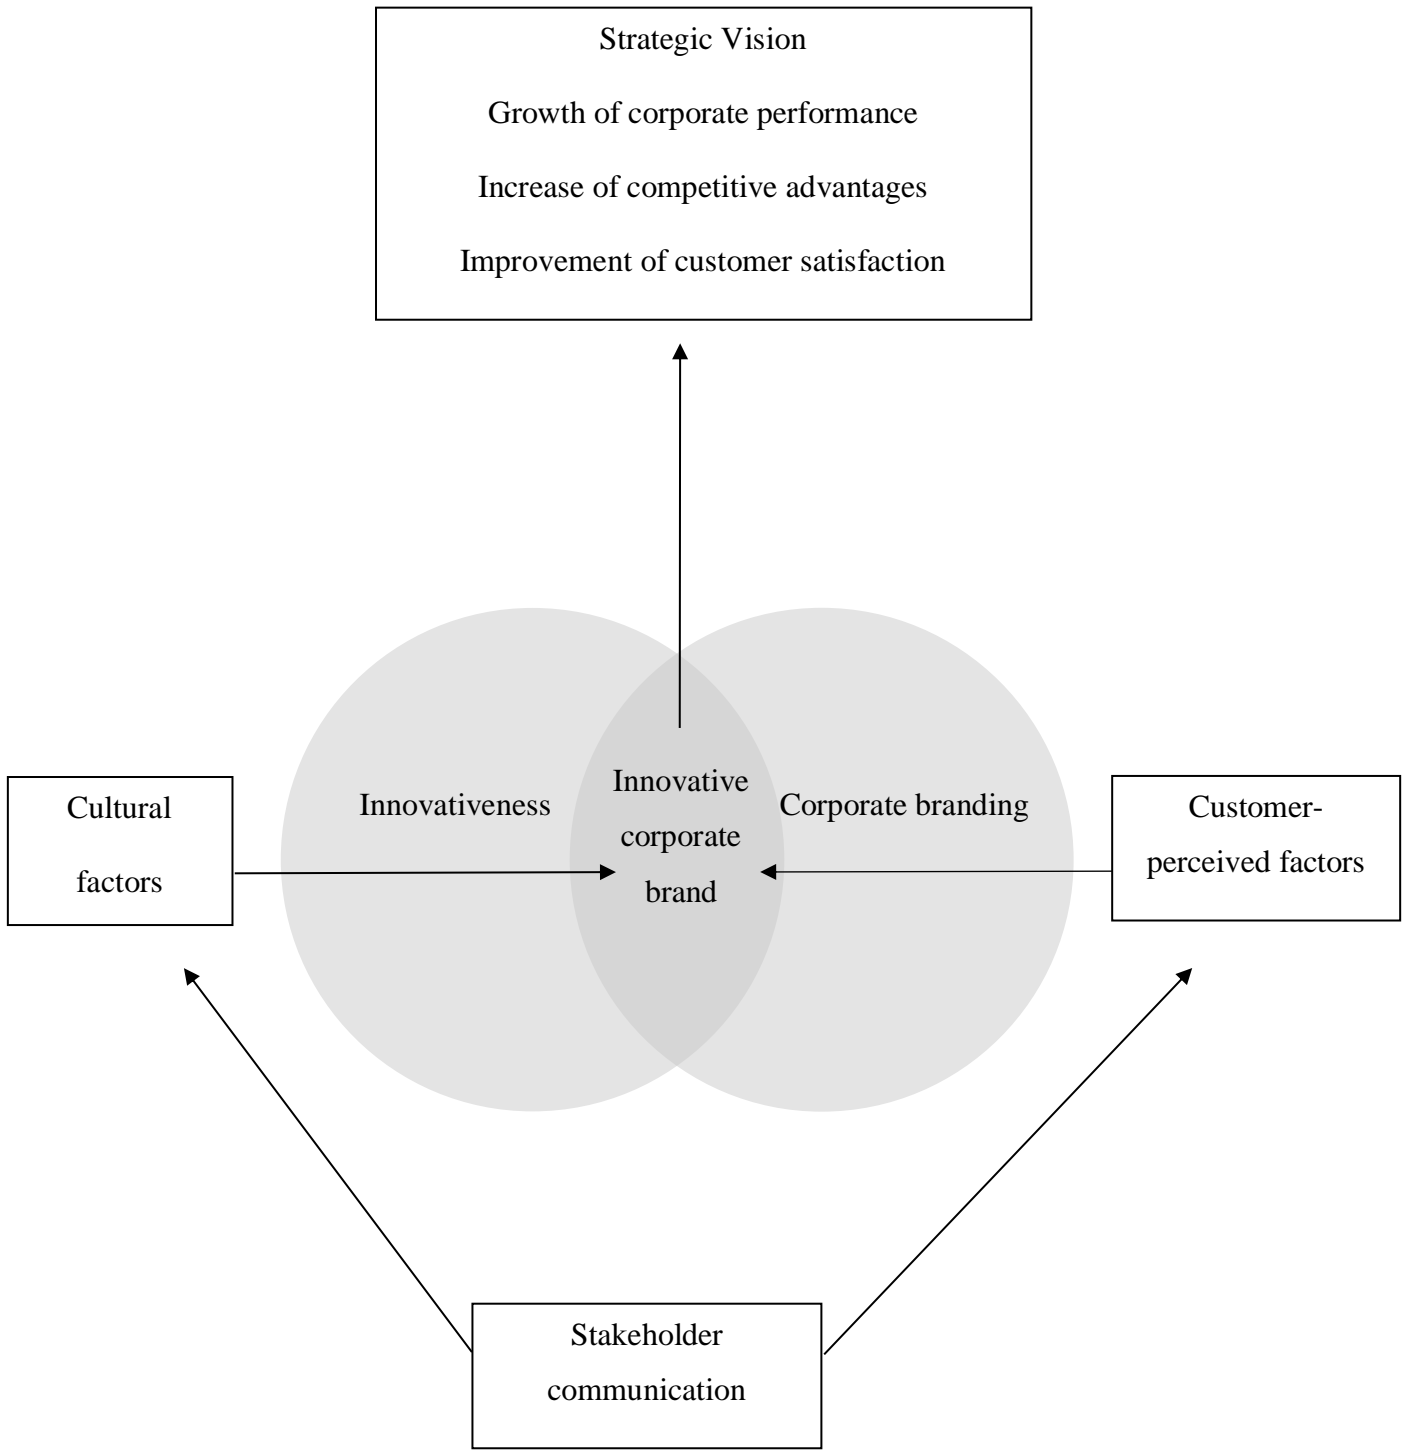 Strategic Vision
Growth of corporate performance
Increase of competitive advantages
Improvement of customer satisfaction
Cultural
factors
Innovativeness
Innovative
corporate
brand
Corporate branding
Customer-
perceived factors
Stakeholder
communication